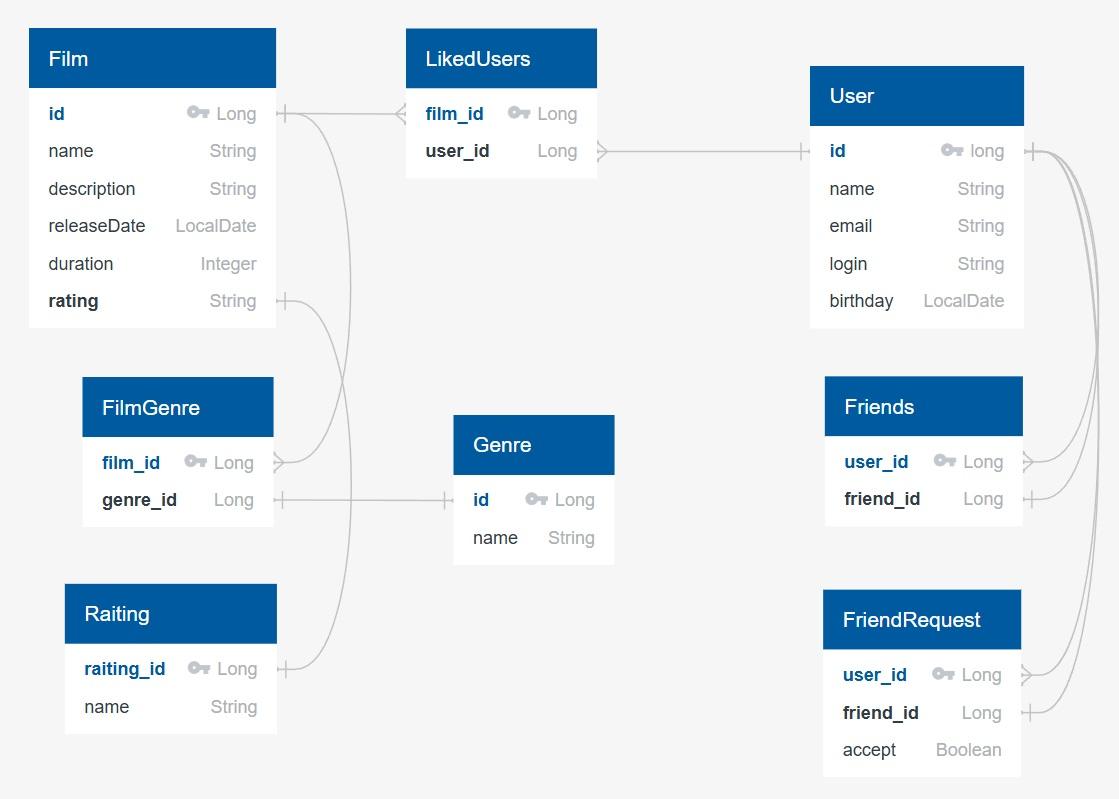 Film
id Long
name String
description String
releaseDate LocalDate
duration Integer
rating String
LikedUsers
film_id Long
user_id Long
User
id long
name String
email String
login String
birthday LocalDate
FilmGenre
film_id Long
genre_id Long
Genre
id Long
name String
Friends
user_id Long
friend_id Long
Raiting
raiting_id Long
name String
FriendRequest
user_id Long
friend_id Long
accept Boolean